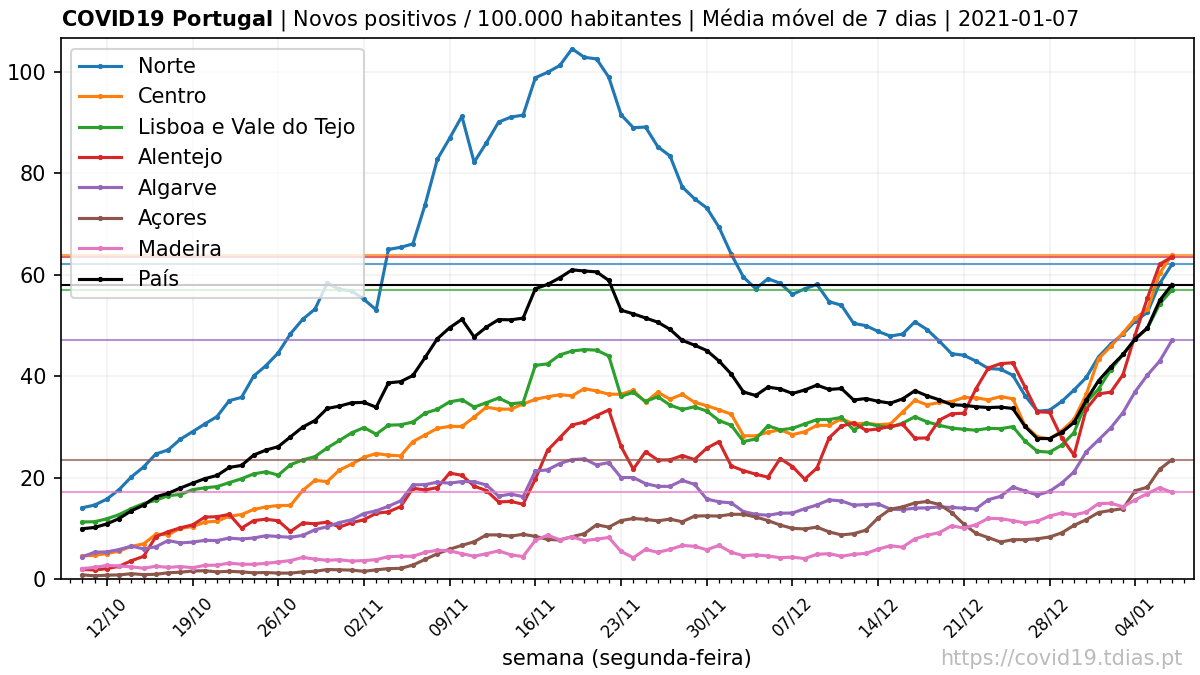 COVID19 Portugal | Novos positivos / 100.000 habitantes | Média móvel de 7 dias | 2021-01-07
100
80
60
40
20
0
Norte
Centro
Lisboa e Vale do Tejo
Alentejo
Algarve
Açores
Madeira
País
12/10 19/10 26/10 02/11 09/11 16/11 23/11 30/11 07/12 14/12 21/12 28/12 04/01
semana (segunda-feira)
https://covid19.tdias.pt